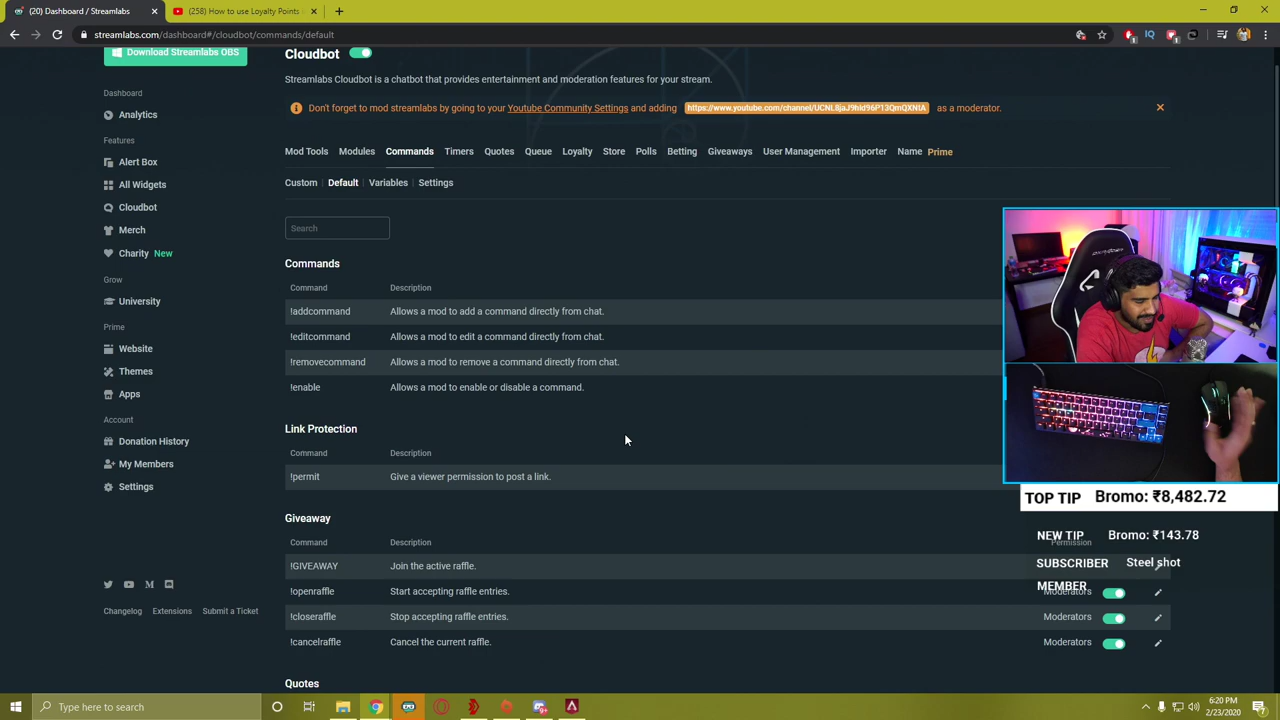 (20) Dashboard / Streamlabs
(258) How to use Loyalty Points
streamlabs.com/dashboard#/cloudbot/commands/default
Download Streamlabs OBS
Dashboard
Analytics
Features
Alert Box
All Widgets
Cloudbot
Merch
Charity New
Grow
University
Prime
Website
Themes
Apps
Account
Donation History
My Members
Settings
Changelog Extensions Submit a Ticket
Cloudbot
Streamlabs Cloudbot is a chatbot that provides entertainment and moderation features for your stream.
Don't forget to mod streamlabs by going to your Youtube Community Settings and adding https://www.youtube.com/channel/UCNL8jaJ9hId96P13QmQXNtA as a moderator.
Mod Tools Modules Commands Timers Quotes Queue Loyalty Store Polls Betting Giveaways User Management Importer Name Prime
Custom Default Variables Settings
Search
Commands
Command Description
!addcommand Allows a mod to add a command directly from chat.
!editcommand Allows a mod to edit a command directly from chat.
!removecommand Allows a mod to remove a command directly from chat.
!enable Allows a mod to enable or disable a command.
Link Protection
Command Description
!permit Give a viewer permission to post a link.
Giveaway
Command Description Permission
!GIVEAWAY Join the active raffle.
!openraffle Start accepting raffle entries. Moderators
!closeraffle Stop accepting raffle entries. Moderators
!cancelraffle Cancel the current raffle. Moderators
Quotes
TOP TIP Bromo: ₹8,482.72
NEW TIP Bromo: ₹143.78
SUBSCRIBER Steel shot
MEMBER
Type here to search
6:20 PM
2/23/2020